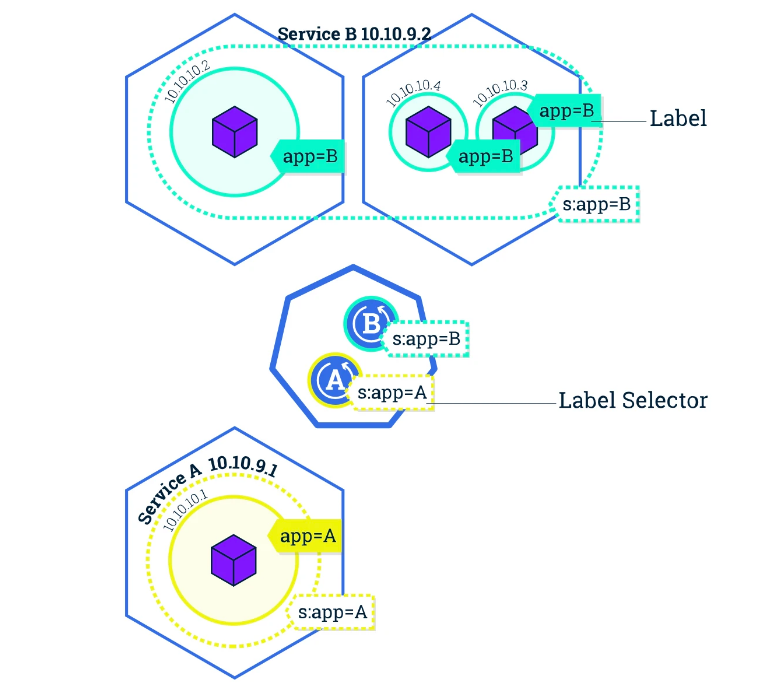 Service B 10.10.9.2
10.10.10.2
app=B
10.10.10.4
app=B
10.10.10.3
app=B
Label
s:app=B
B
s:app=B
A
s:app=A
Label Selector
Service A 10.10.9.1
10.10.10.1
app=A
s:app=A